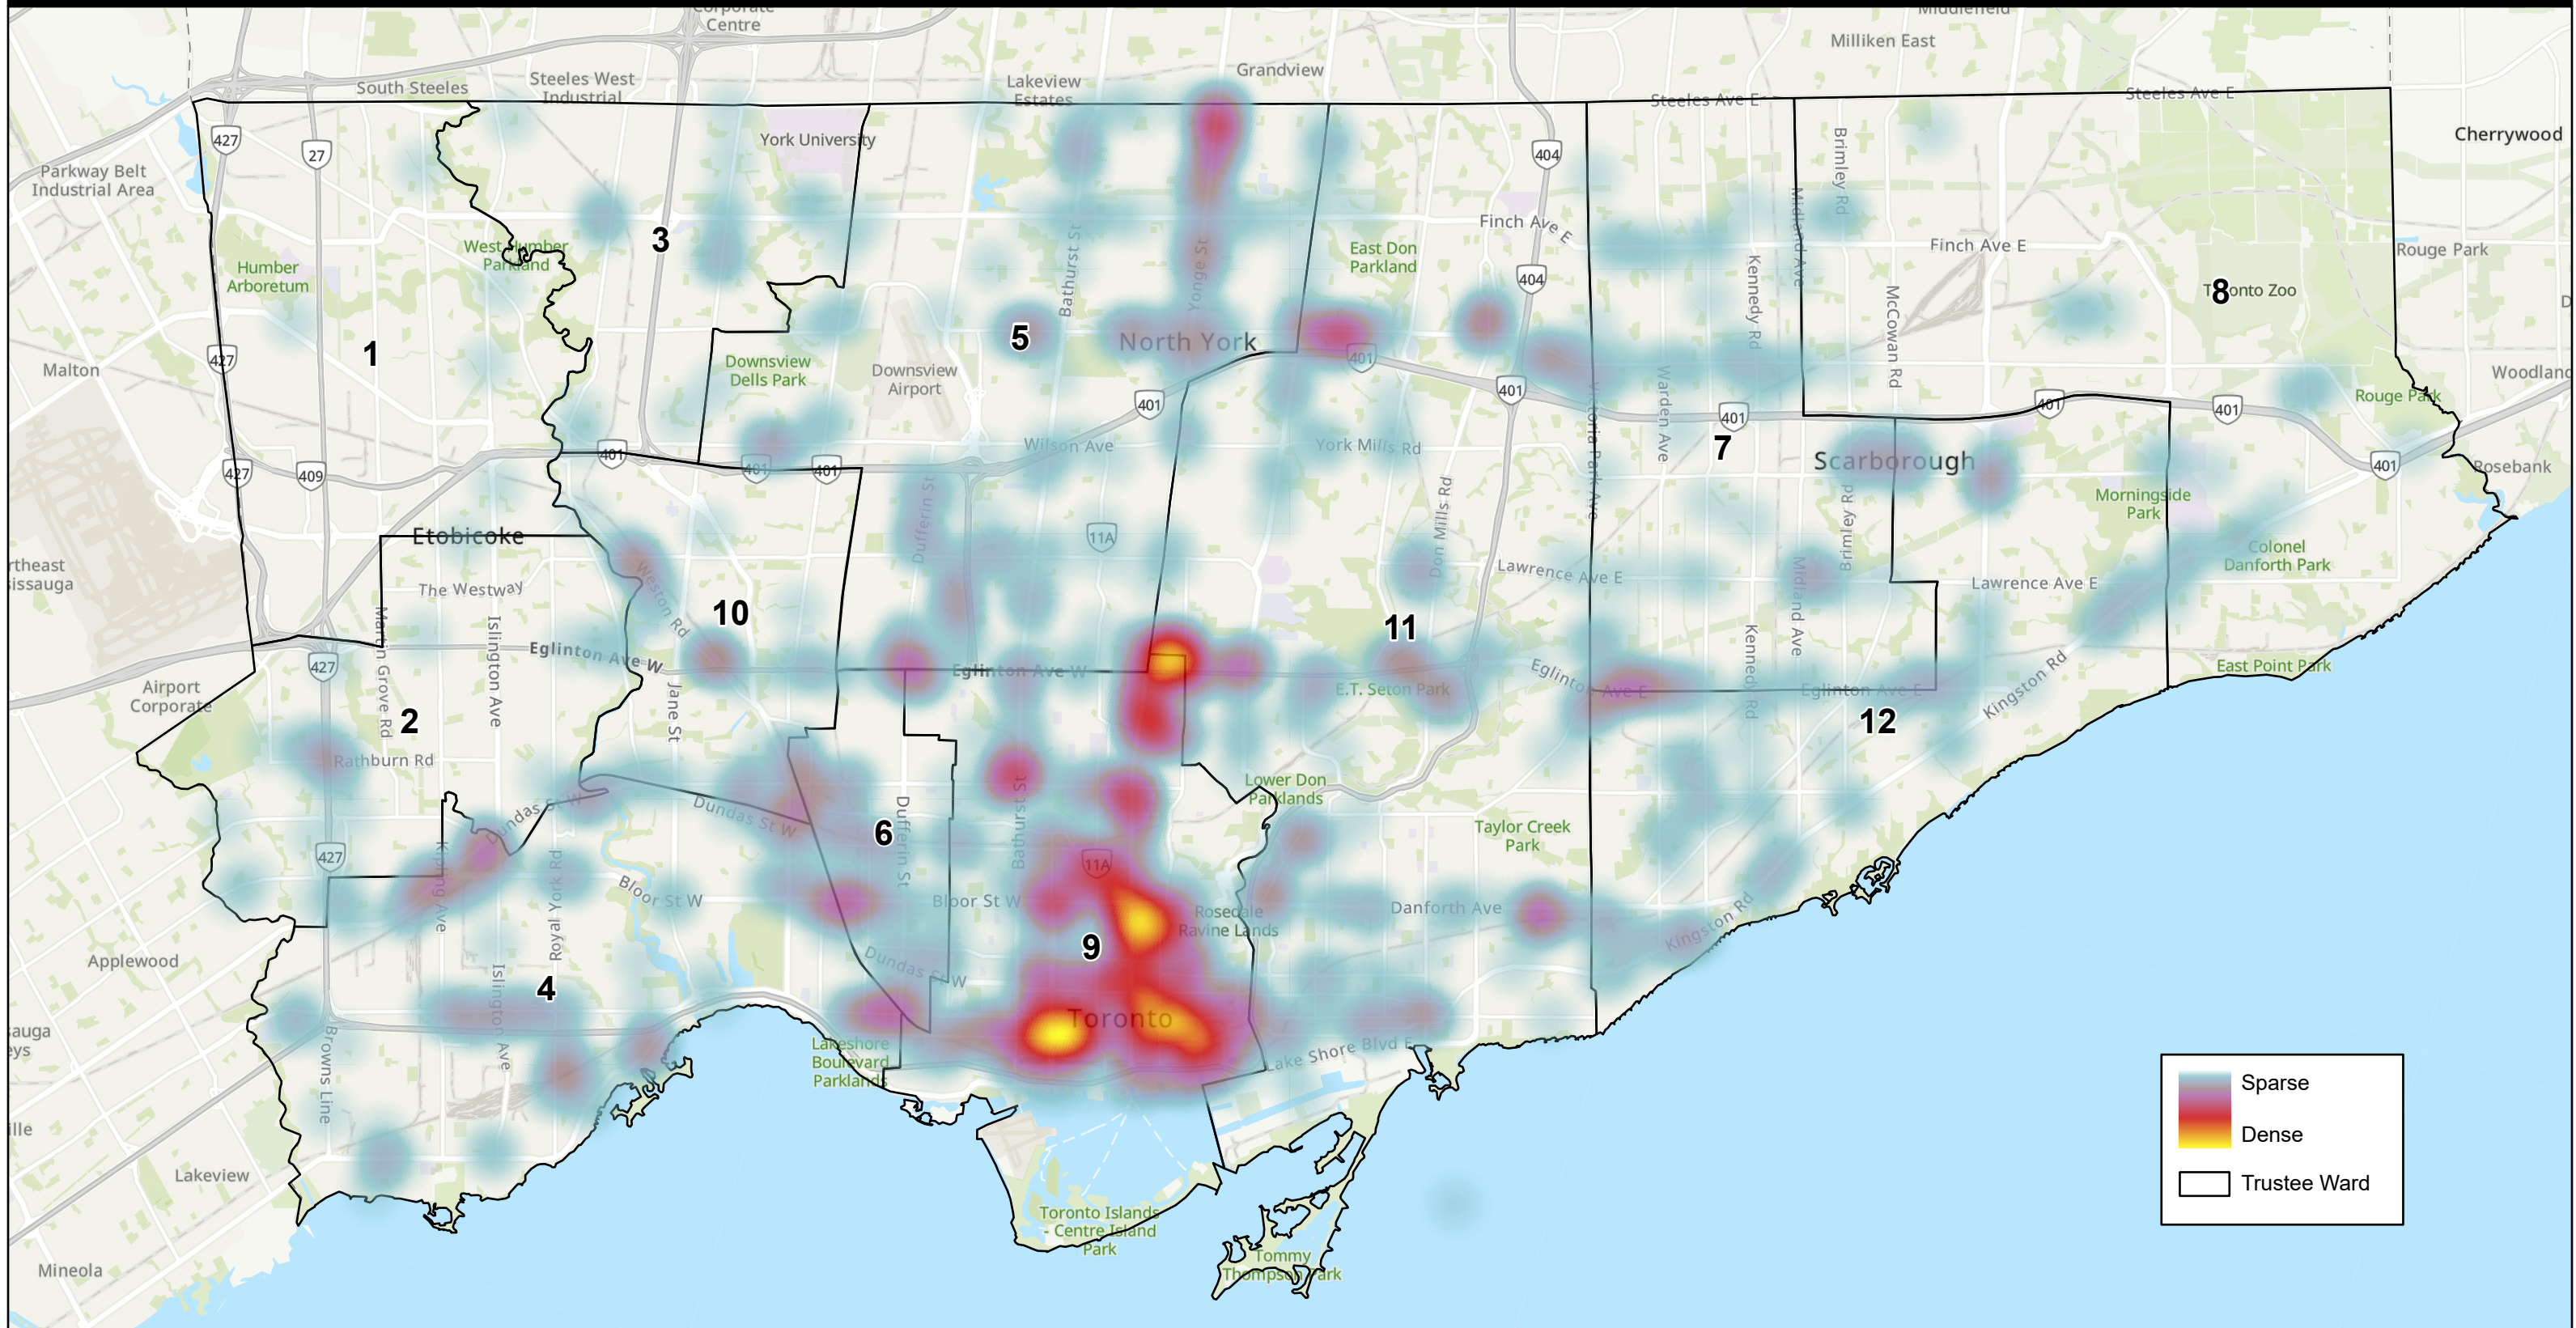 Corporate
Centre
Middlefield
Milliken East
Grandview
South Steeles
Steeles West
Industrial
Lakeview
Estates
Steeles Ave E
Steeles Ave E
Cherrywood
427
27
York University
404
Brimley Rd
Parkway Belt
Industrial Area
Midland Ave
Finch Ave E
Finch Ave E
3
West Humber
Parkland
Humber
Arboretum
Bathurst St
Yonge St
East Don
Parkland
404
Kennedy Rd
Rouge Park
8
Toronto Zoo
McCowan Rd
5
North York
1
427
Malton
Downsview
Dells Park
Downsview
Airport
401
401
Woodland
Rouge Park
401
Victoria Park Ave
Warden Ave
401
401
401
Wilson Ave
York Mills Rd
7
401
401
401
Scarborough
401
Rosebank
427
409
Dufferin St
Don Mills Rd
Brimley Rd
Morningside
Park
Etobicoke
11A
Colonel
Danforth Park
The Westway
Weston Rd
Lawrence Ave E
Midland Ave
Lawrence Ave E
10
11
Martin Grove Rd
Islington Ave
Eglinton Ave W
427
Eglinton Ave W
Eglinton Ave E
Kennedy Rd
East Point Park
Airport
Corporate
E.T. Seton Park
Eglinton Ave E
Kingston Rd
Jane St
2
12
Rathburn Rd
Lower Don
Parklands
Dundas St W
Dundas St W
Dufferin St
Bathurst St
6
Taylor Creek
Park
427
Kipling Ave
Royal York Rd
11A
Bloor St W
Bloor St W
Rosedale
Ravine Lands
Danforth Ave
Kingston Rd
9
Applewood
Dundas St W
Islington Ave
4
Toronto
Browns Line
Lakeshore
Boulevard
Parklands
Lake Shore Blvd E
Sparse
Dense
Trustee Ward
Lakeview
Toronto Islands
- Centre Island
Park
Tommy
Thompson Park
Mineola